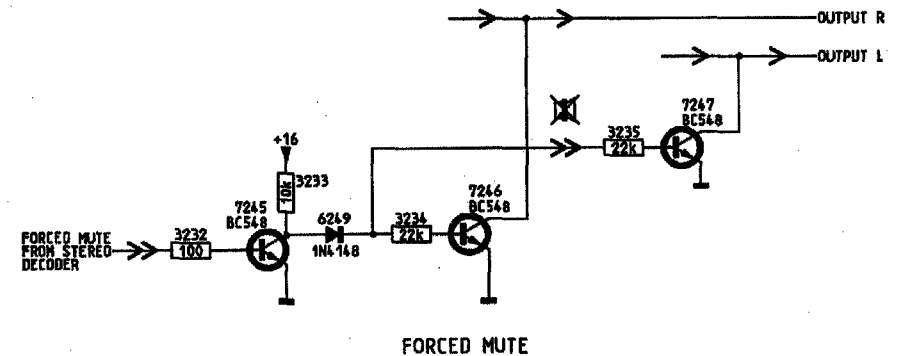 OUTPUT R
OUTPUT L
7247
BC548
3235
22k
+16
10k
3233
7245
BC548
6249
1N4148
3234
22k
7246
BC548
3232
100
FORCED MUTE
FROM STEREO
DECODER
FORCED MUTE